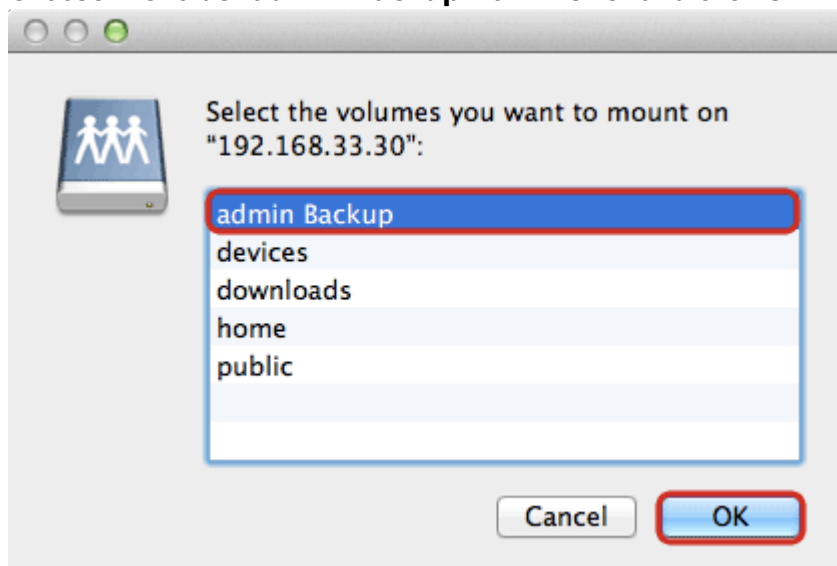 Select the volumes you want to mount on
"192.168.33.30":
admin Backup
devices
downloads
home
public
Cancel
OK